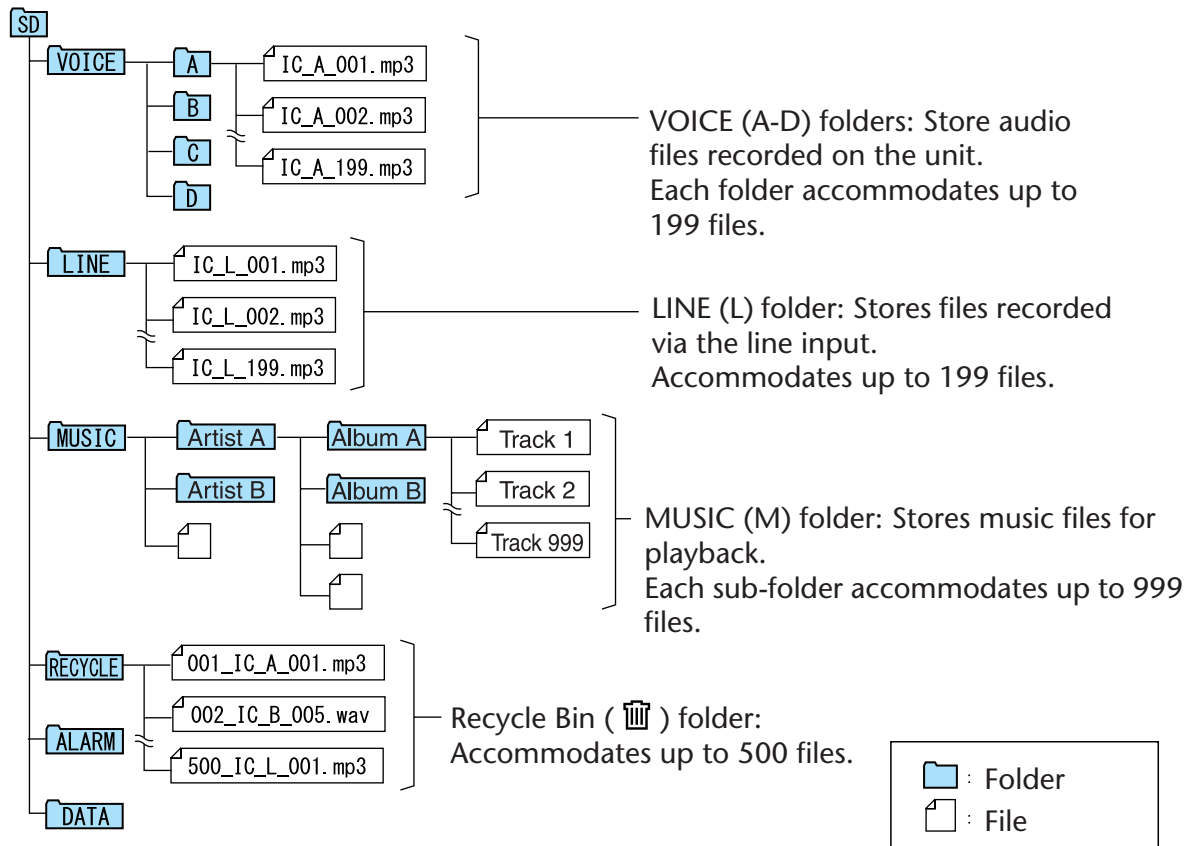 SD
VOICE
A
B
C
D
IC_A_001.mp3
IC_A_002.mp3
IC_A_199.mp3
VOICE (A-D) folders: Store audio
files recorded on the unit.
Each folder accommodates up to
199 files.
LINE
IC_L_001.mp3
IC_L_002.mp3
IC_L_199.mp3
LINE (L) folder: Stores files recorded
via the line input.
Accommodates up to 199 files.
MUSIC
Artist A
Artist B
Album A
Album B
Track 1
Track 2
Track 999
MUSIC (M) folder: Stores music files for
playback.
Each sub-folder accommodates up to 999
files.
RECYCLE
001_IC_A_001.mp3
002_IC_B_005.wav
500_IC_L_001.mp3
Recycle Bin ( ) folder:
Accommodates up to 500 files.
ALARM
DATA
: Folder
: File